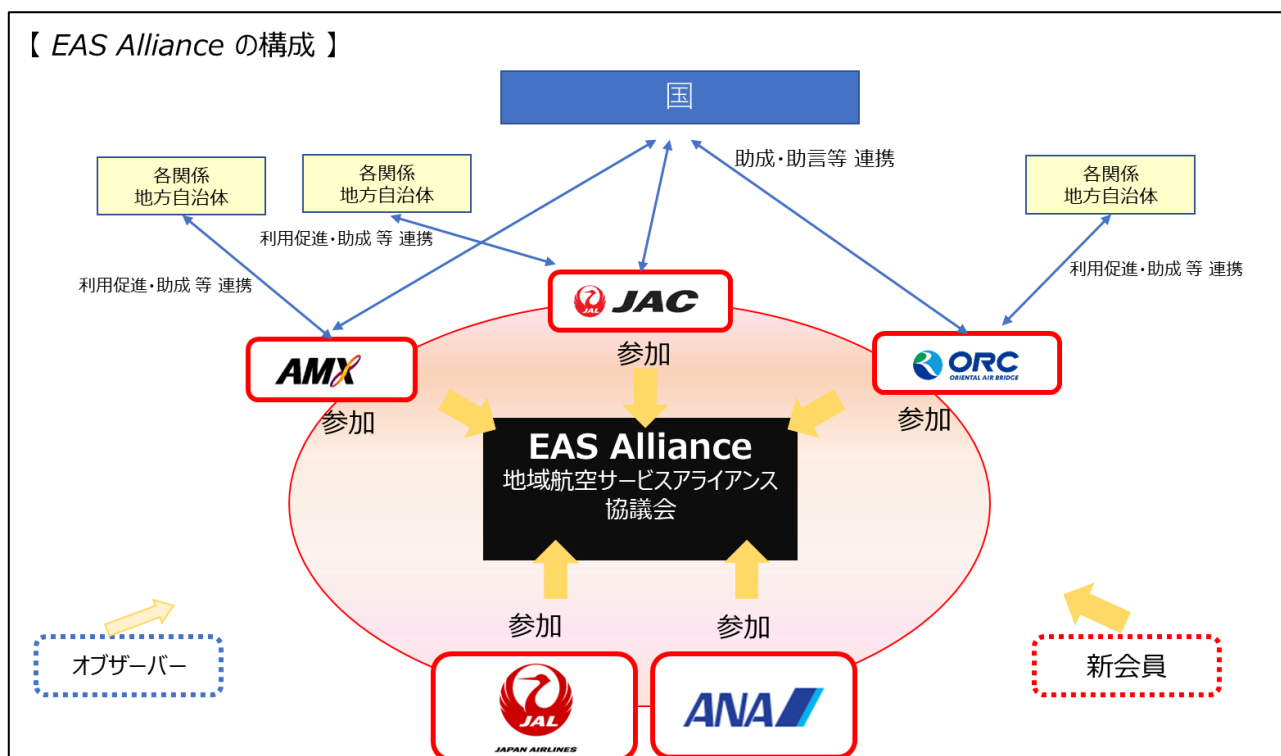 【 EAS Alliance の構成 】
国
各関係
地方自治体
各関係
地方自治体
助成・助言等 連携
各関係
地方自治体
利用促進・助成 等 連携
利用促進・助成 等 連携
利用促進・助成 等 連携
JAL JAC
参加
AMX
参加
ORC
ORIENTAL AIR BRIDGE
参加
EAS Alliance
地域航空サービスアライアンス
協議会
参加
参加
オブザーバー
新会員
JAL
JAPAN AIRLINES
ANA